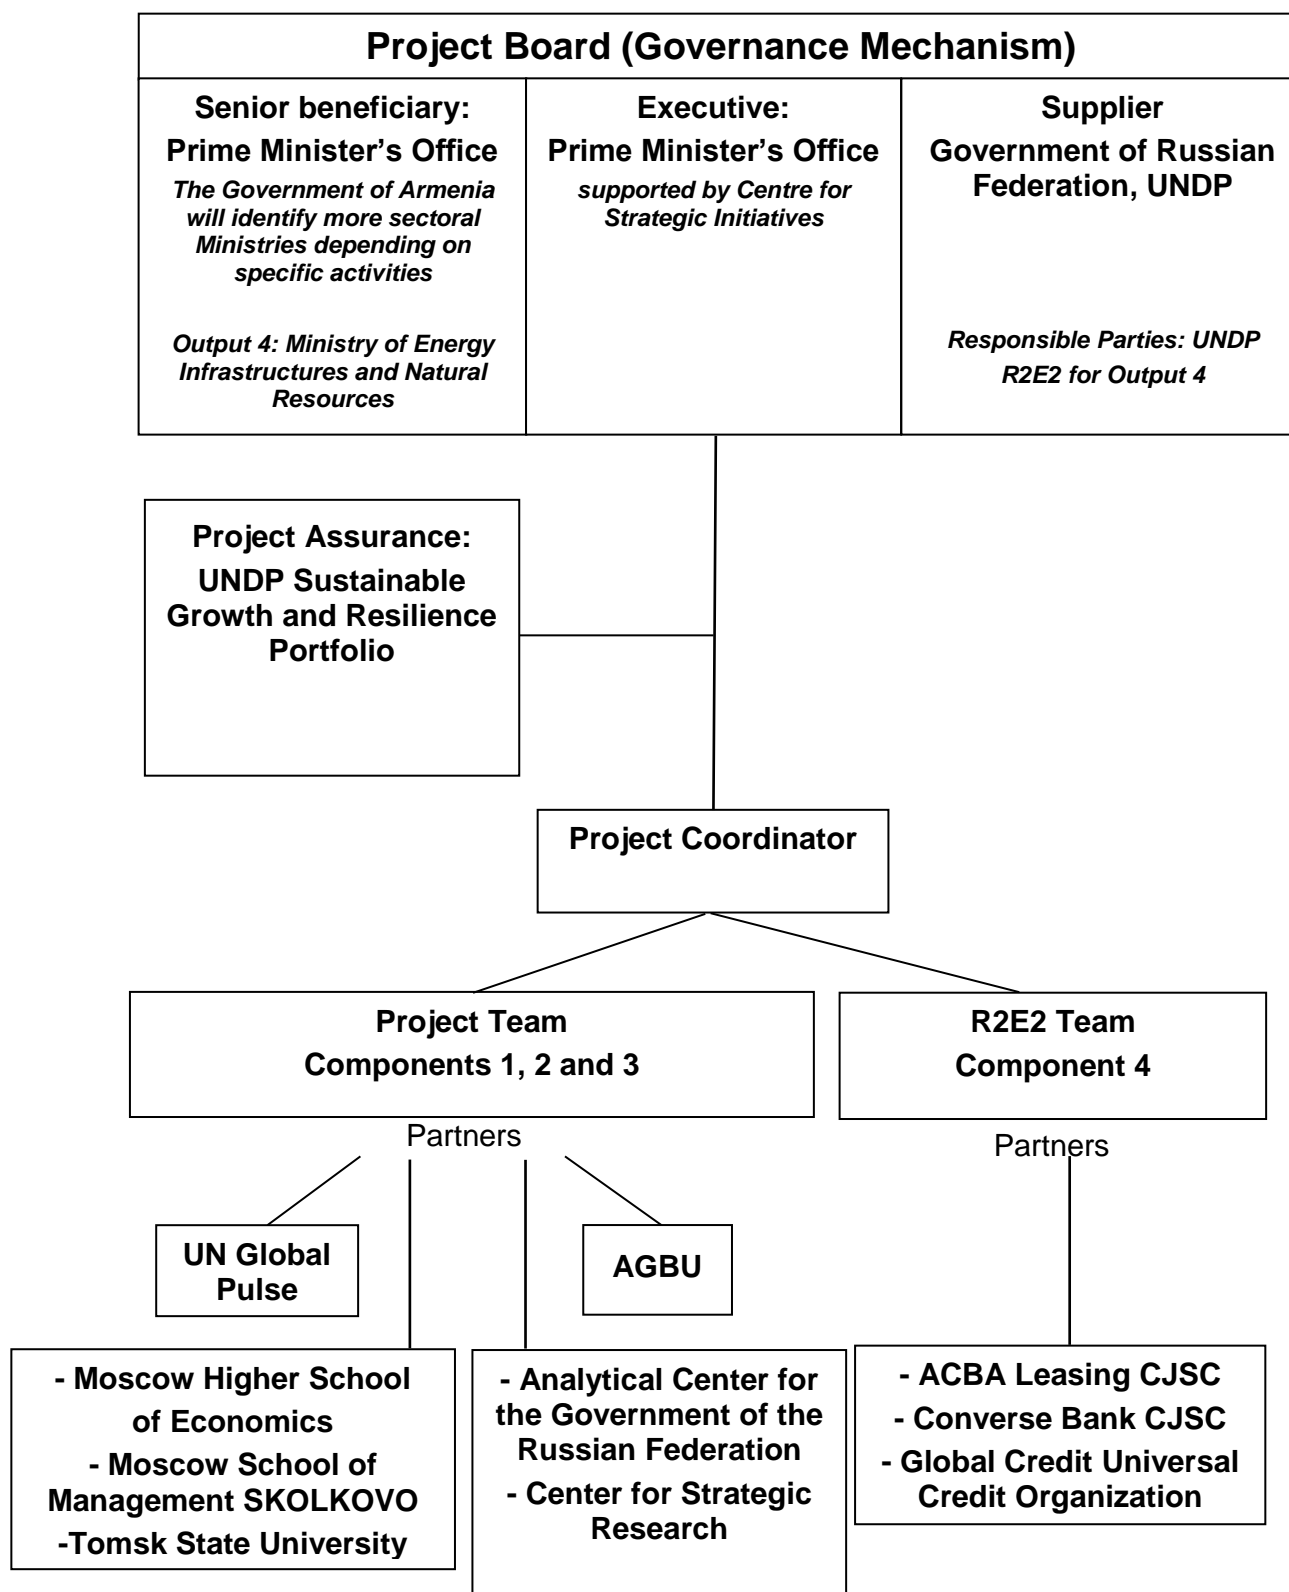 Project Board (Governance Mechanism)
Senior beneficiary:
Prime Minister’s Office
The Government of Armenia
will identify more sectoral
Ministries depending on
specific activities
Output 4: Ministry of Energy
Infrastructures and Natural
Resources
Executive:
Prime Minister’s Office
supported by Centre for
Strategic Initiatives
Supplier
Government of Russian
Federation, UNDP
Responsible Parties: UNDP
R2E2 for Output 4
Project Assurance:
UNDP Sustainable
Growth and Resilience
Portfolio
Project Coordinator
Project Team
Components 1, 2 and 3
R2E2 Team
Component 4
Partners
Partners
UN Global
Pulse
AGBU
- Moscow Higher School
of Economics
- Moscow School of
Management SKOLKOVO
-Tomsk State University
- Analytical Center for
the Government of the
Russian Federation
- Center for Strategic
Research
- ACBA Leasing CJSC
- Converse Bank CJSC
- Global Credit Universal
Credit Organization